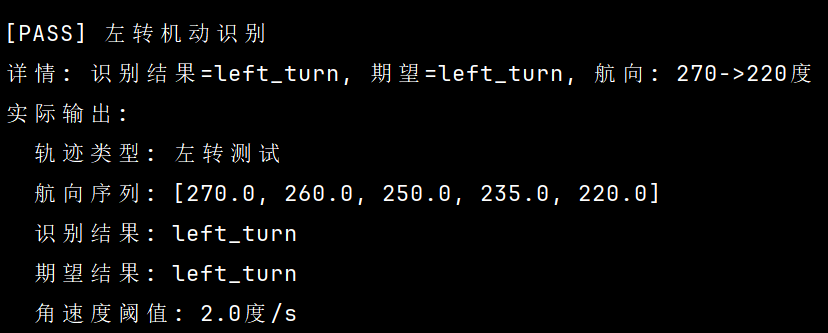 [PASS] 左转机动识别
详情: 识别结果=left_turn, 期望=left_turn, 航向: 270->220度
实际输出:
轨迹类型: 左转测试
航向序列: [270.0, 260.0, 250.0, 235.0, 220.0]
识别结果: left_turn
期望结果: left_turn
角速度阈值: 2.0度/s